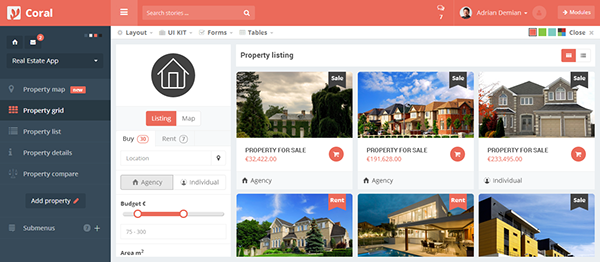 Coral
Search stories ...
7
Adrian Demian
Modules
2
Layout
UI KIT
Forms
Tables
Close x
Real Estate App
Property map
new
Property grid
Property list
Property details
Property compare
Add property
Submenus
7
Listing
Map
Buy 30
Rent 7
Location
Agency
Individual
Budget €
75 - 300
Area m²
Property listing
Sale
PROPERTY FOR SALE
€32,422.00
Agency
Sale
PROPERTY FOR SALE
€191,628.00
Agency
Sale
PROPERTY FOR SALE
€233,495.00
Individual
Rent
Rent
Sale